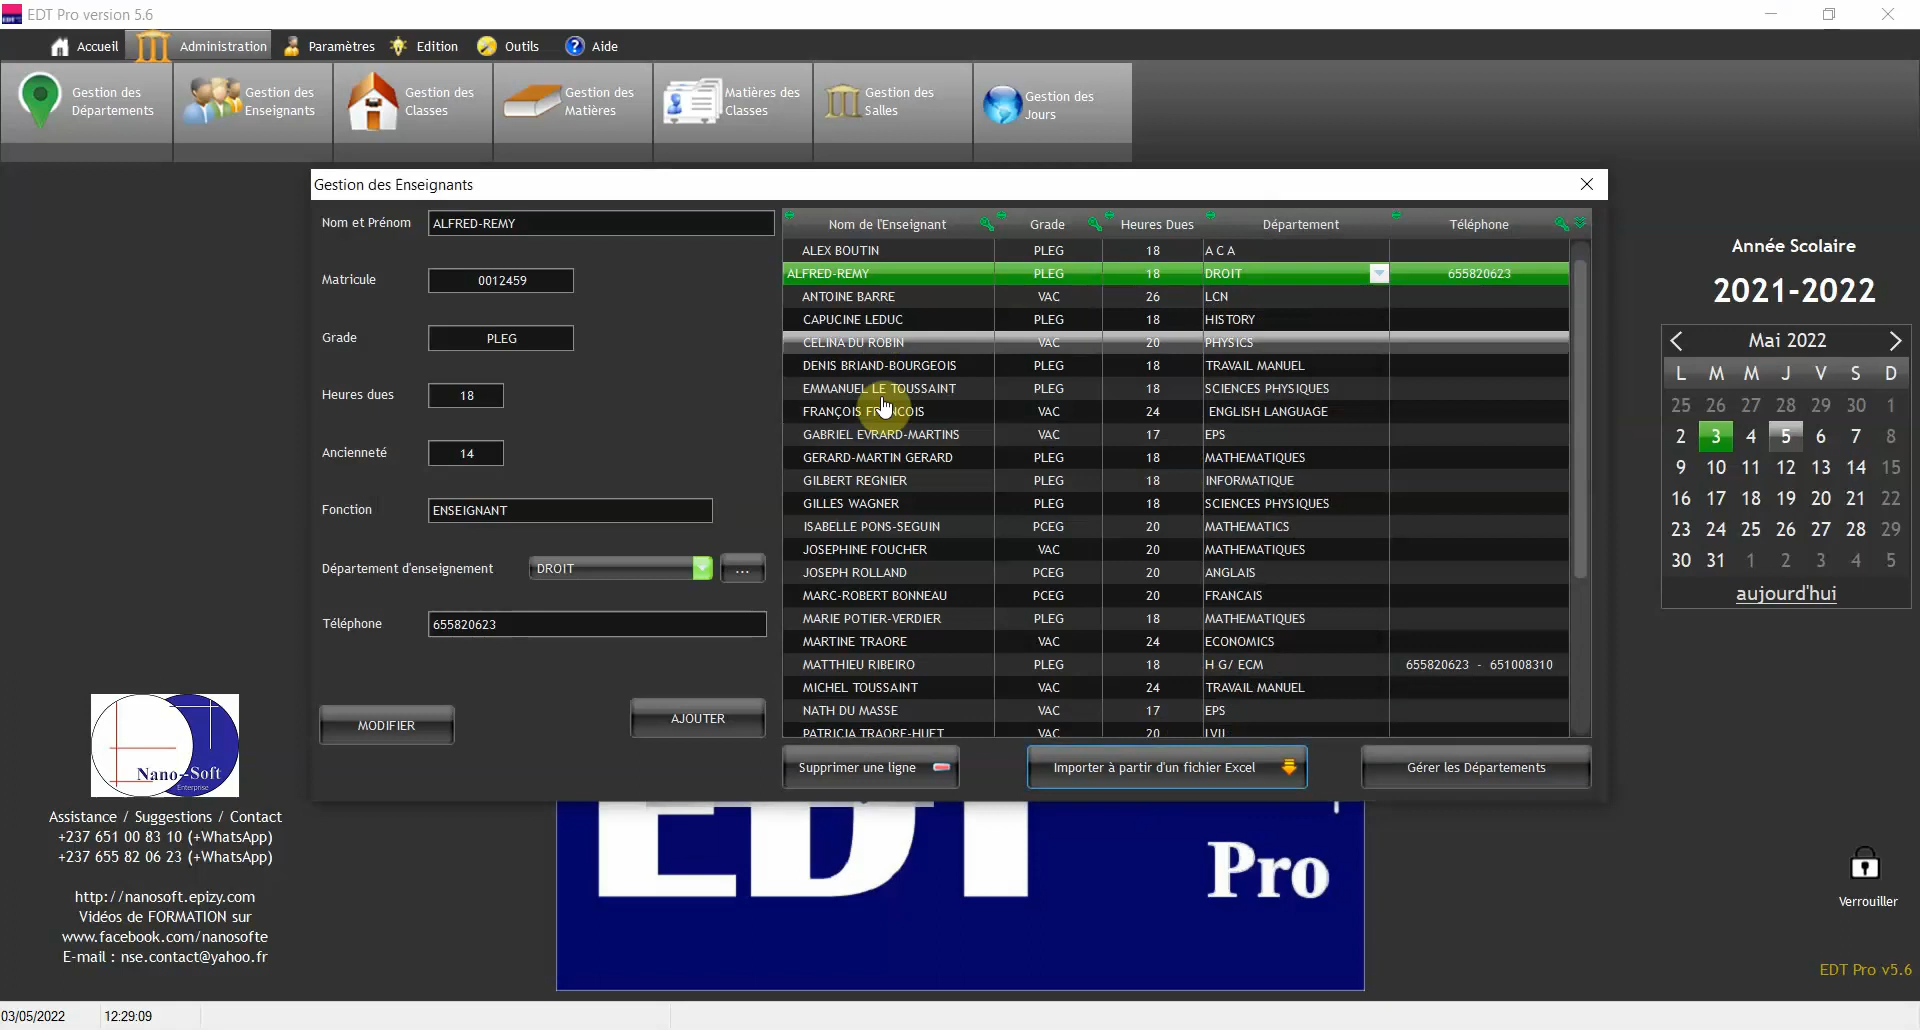 EDT Pro version 5.6
Accueil Administration Paramètres Edition Outils Aide
Gestion des Départements
Gestion des Enseignants
Gestion des Classes
Gestion des Matières
Matières des Classes
Gestion des Salles
Gestion des Jours
Gestion des Enseignants
Nom et Prénom ALFRED-REMY
Matricule 0012459
Grade PLEG
Heures dues 18
Ancienneté 14
Fonction ENSEIGNANT
Département d'enseignement DROIT ...
Téléphone 655820623
MODIFIER AJOUTER
Nom de l'Enseignant Grade Heures Dues Département Téléphone
ALEX BOUTIN PLEG 18 A C A
ALFRED-REMY PLEG 18 DROIT 655820623
ANTOINE BARRE VAC 26 LCN
CAPUCINE LEDUC PLEG 18 HISTORY
CELINA DU ROBIN VAC 20 PHYSICS
DENIS BRIAND-BOURGEOIS PLEG 18 TRAVAIL MANUEL
EMMANUEL LE TOUSSAINT PLEG 18 SCIENCES PHYSIQUES
FRANÇOIS FRANCOIS VAC 24 ENGLISH LANGUAGE
GABRIEL EVRARD-MARTINS VAC 17 EPS
GERARD-MARTIN GERARD PLEG 18 MATHEMATIQUES
GILBERT REGNIER PLEG 18 INFORMATIQUE
GILLES WAGNER PLEG 18 SCIENCES PHYSIQUES
ISABELLE PONS-SEGUIN PCEG 20 MATHEMATICS
JOSEPHINE FOUCHER VAC 20 MATHEMATIQUES
JOSEPH ROLLAND PCEG 20 ANGLAIS
MARC-ROBERT BONNEAU PCEG 20 FRANCAIS
MARIE POTIER-VERDIER PLEG 18 MATHEMATIQUES
MARTINE TRAORE VAC 24 ECONOMICS
MATTHIEU RIBEIRO PLEG 18 H G/ ECM 655820623 - 651008310
MICHEL TOUSSAINT VAC 24 TRAVAIL MANUEL
NATH DU MASSE VAC 17 EPS
PATRICIA TRAORE-HUET VAC 20
Supprimer une ligne Importer à partir d'un fichier Excel Gérer les Départements
Année Scolaire
2021-2022
Mai 2022
L M M J V S D
25 26 27 28 29 30 1
2 3 4 5 6 7 8
9 10 11 12 13 14 15
16 17 18 19 20 21 22
23 24 25 26 27 28 29
30 31 1 2 3 4 5
aujourd'hui
Nano-Soft
Enterprise
Assistance / Suggestions / Contact
+237 651 00 83 10 (+WhatsApp)
+237 655 82 06 23 (+WhatsApp)
http://nanosoft.epizy.com
Vidéos de FORMATION sur
www.facebook.com/nanosofte
E-mail : nse.contact@yahoo.fr
EDT
Pro
Verrouiller
EDT Pro v5.6
03/05/2022 12:29:09